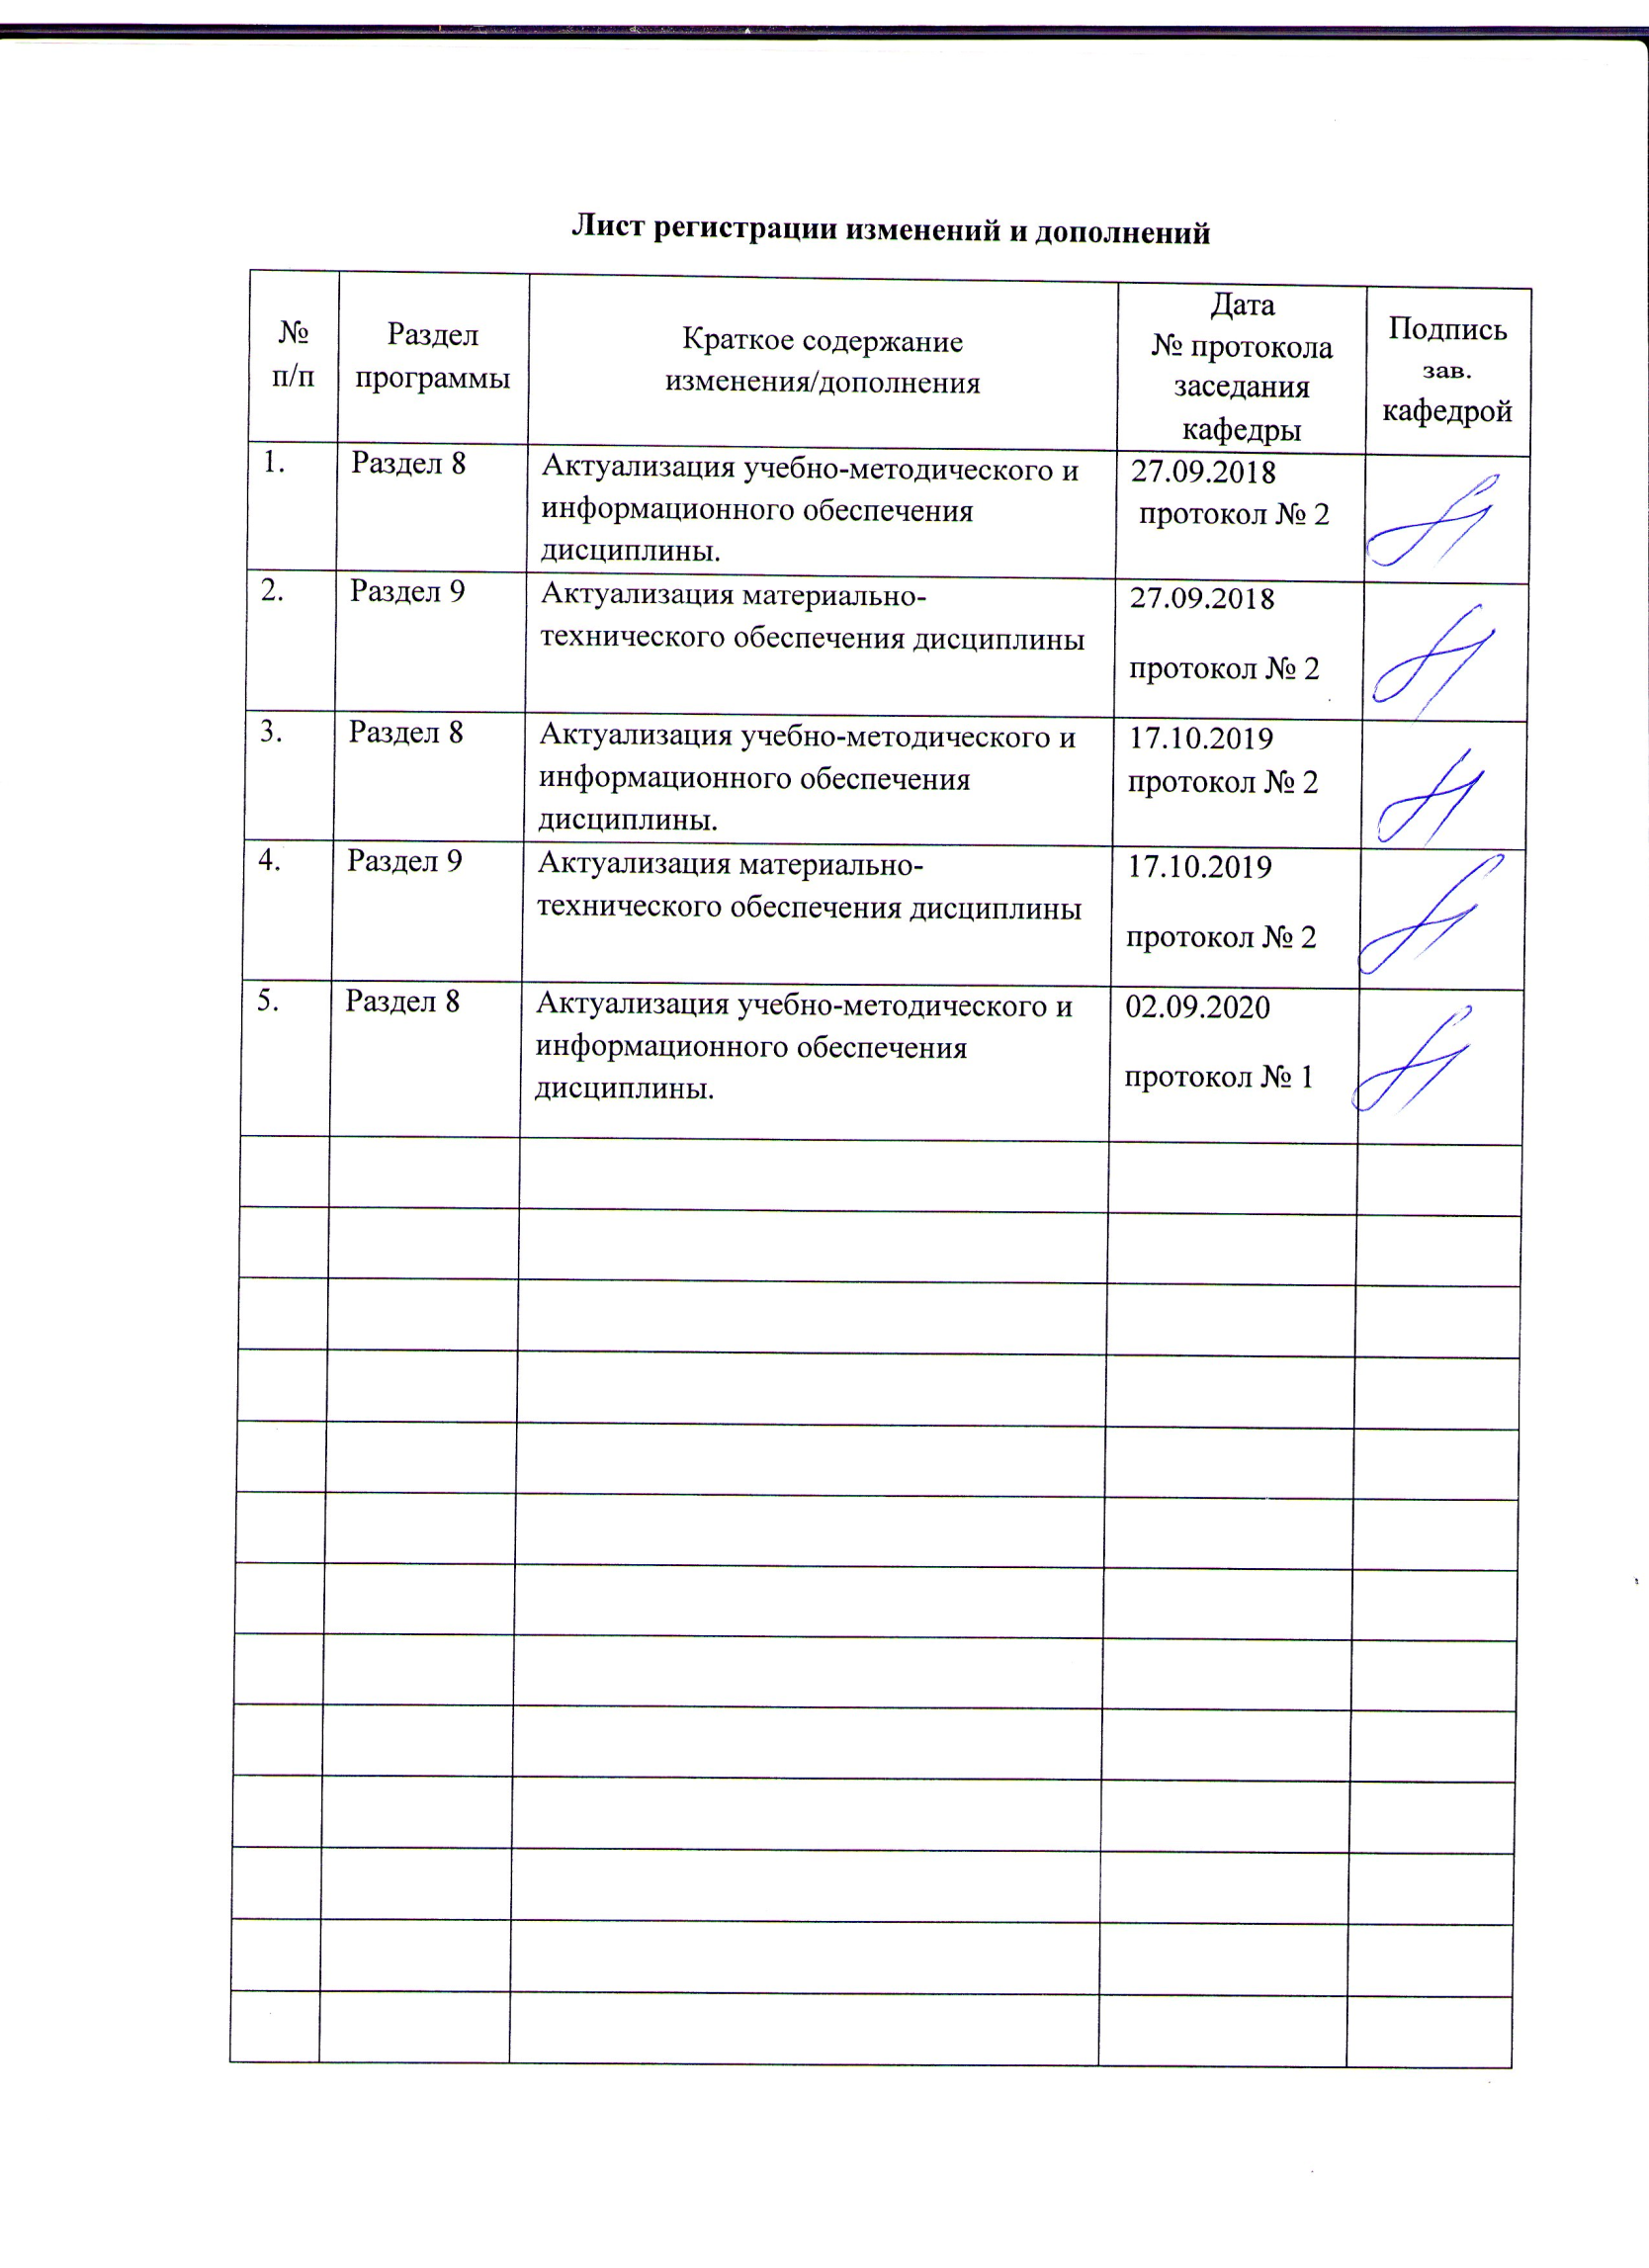 Лист регистрации изменений и дополнений
№
п/п
Раздел
программы
Краткое содержание
изменения/дополнения
Дата
№ протокола
заседания
кафедры
Подпись
зав.
кафедрой
1.
Раздел 8
Актуализация учебно-методического и
информационного обеспечения
дисциплины.
27.09.2018
протокол № 2
2.
Раздел 9
Актуализация материально-
технического обеспечения дисциплины
27.09.2018
протокол № 2
3.
Раздел 8
Актуализация учебно-методического и
информационного обеспечения
дисциплины.
17.10.2019
протокол № 2
4.
Раздел 9
Актуализация материально-
технического обеспечения дисциплины
17.10.2019
протокол № 2
5.
Раздел 8
Актуализация учебно-методического и
информационного обеспечения
дисциплины.
02.09.2020
протокол № 1